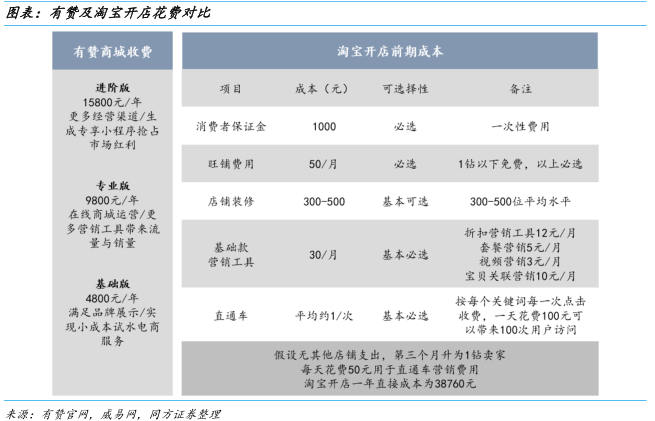 图表：有赞及淘宝开店花费对比
有赞商城收费
进阶版
15800元/年
更多经营渠道/生
成专享小程序抢占
市场红利
专业版
9800元/年
在线商城运营/更
多营销工具带来流
量与销量
基础版
4800元/年
满足品牌展示/实
现小成本试水电商
服务
淘宝开店前期成本
项目 成本（元） 可选择性 备注
消费者保证金 1000 必选 一次性费用
旺铺费用 50/月 必选 1钻以下免费，以上必选
店铺装修 300-500 基本可选 300-500位平均水平
基础款
营销工具 30/月 基本必选
折扣营销工具12元/月
套餐营销5元/月
视频营销3元/月
宝贝关联营销10元/月
直通车 平均约1/次 基本必选
按每个关键词每一次点击
收费，一天花费100元可
以带来100次用户访问
假设无其他店铺支出，第三个月升为1钻卖家
每天花费50元用于直通车营销费用
淘宝开店一年直接成本为38760元
来源：有赞官网，威易网，同方证券整理